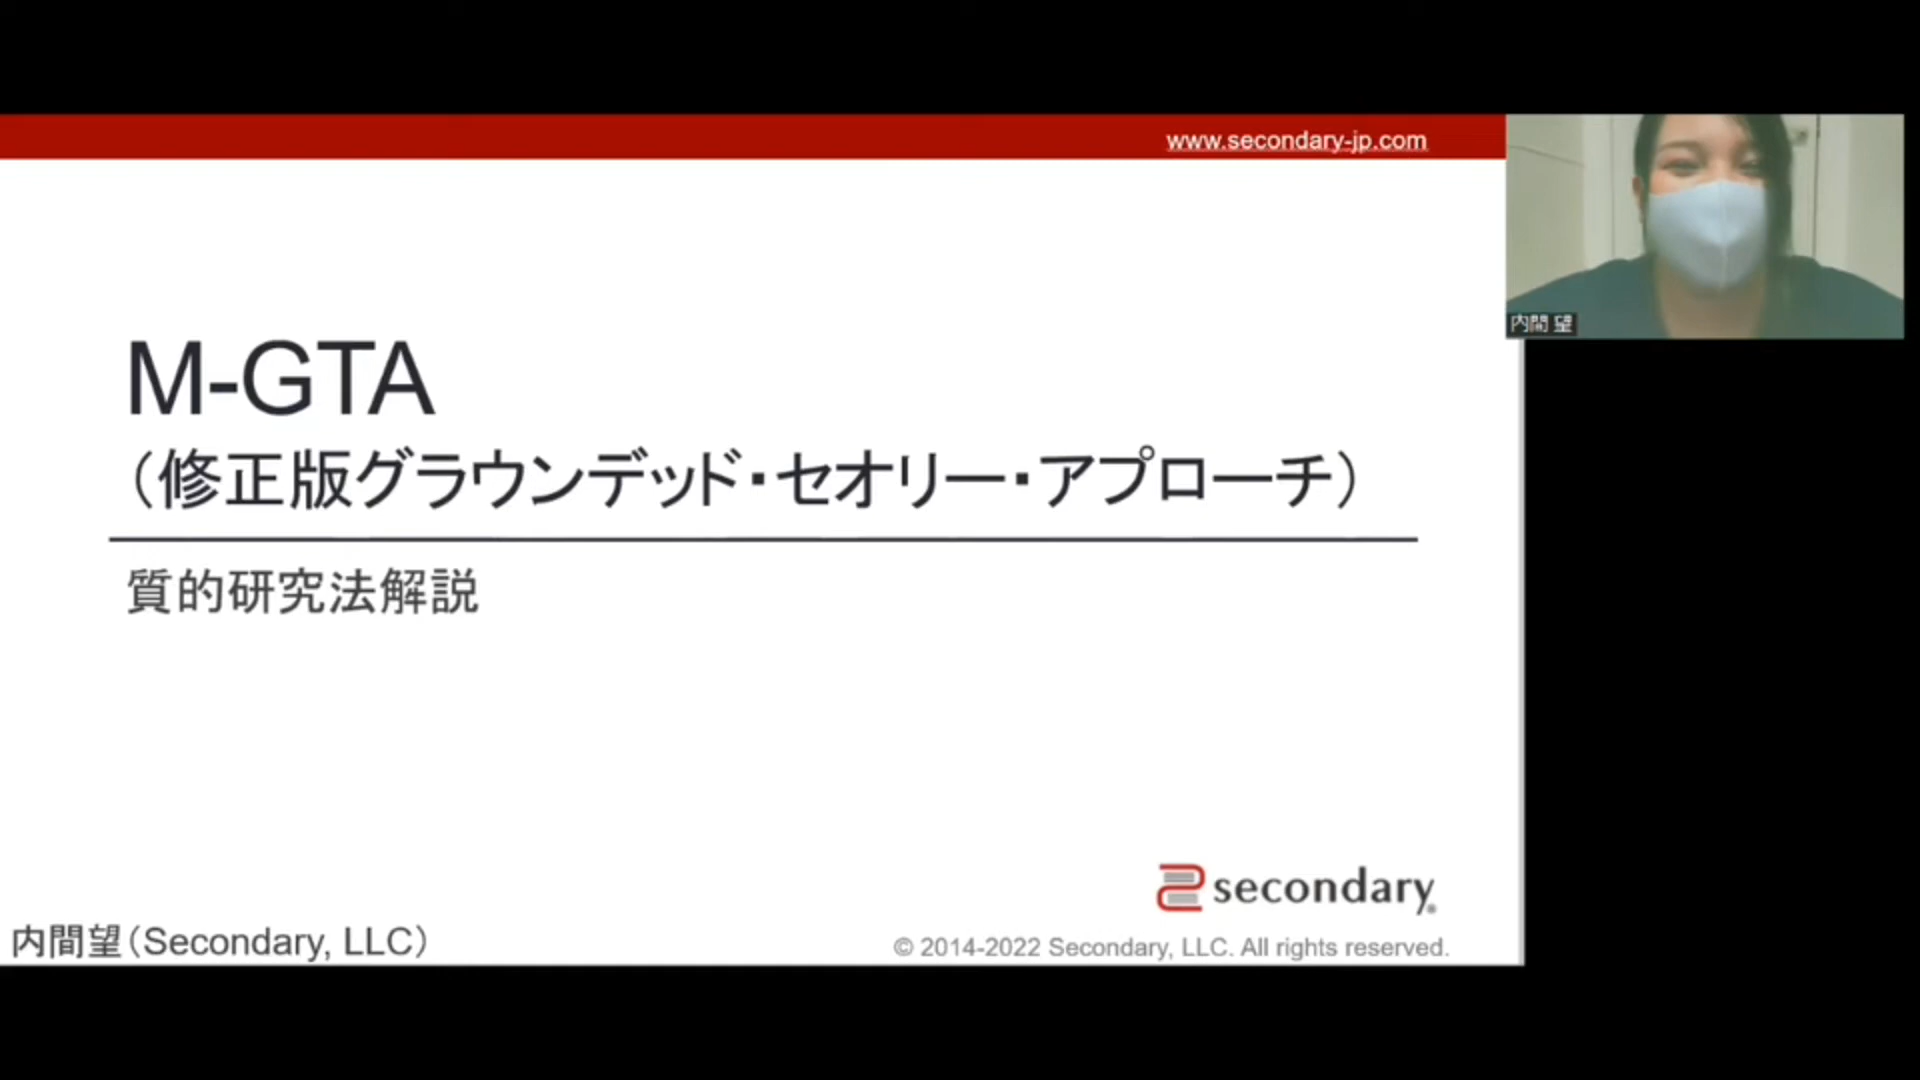 www.secondary-jp.com
内間 望
M-GTA
（修正版グラウンデッド・セオリー・アプローチ）
質的研究法解説
secondary
内間望（Secondary, LLC）
© 2014-2022 Secondary, LLC. All rights reserved.